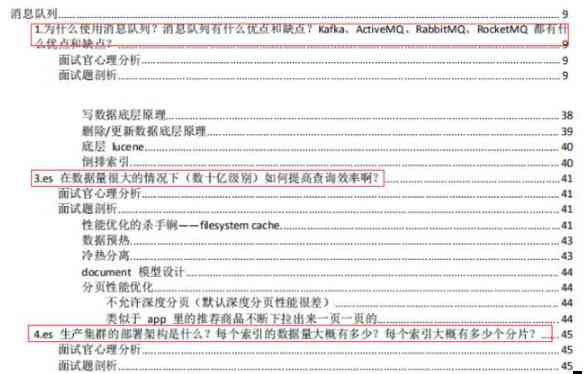 消息队列 9
1.为什么使用消息队列？消息队列有什么优点和缺点？Kafka、ActiveMQ、RabbitMQ、RocketMQ 都有什
么优点和缺点？ 9
面试官心理分析 9
面试题剖析 9
写数据底层原理 38
删除/更新数据底层原理 39
底层 lucene 40
倒排索引 40
3.es 在数据量很大的情况下（数十亿级别）如何提高查询效率啊？ 41
面试官心理分析 41
面试题剖析 41
性能优化的杀手锏——filesystem cache 41
数据预热 43
冷热分离 43
document 模型设计 44
分页性能优化 44
不允许深度分页（默认深度分页性能很差） 44
类似于 app 里的推荐商品不断下拉出来一页一页的 44
4.es 生产集群的部署架构是什么？每个索引的数据量大概有多少？每个索引大概有多少个分片？ 45
面试官心理分析 45
面试题剖析 45